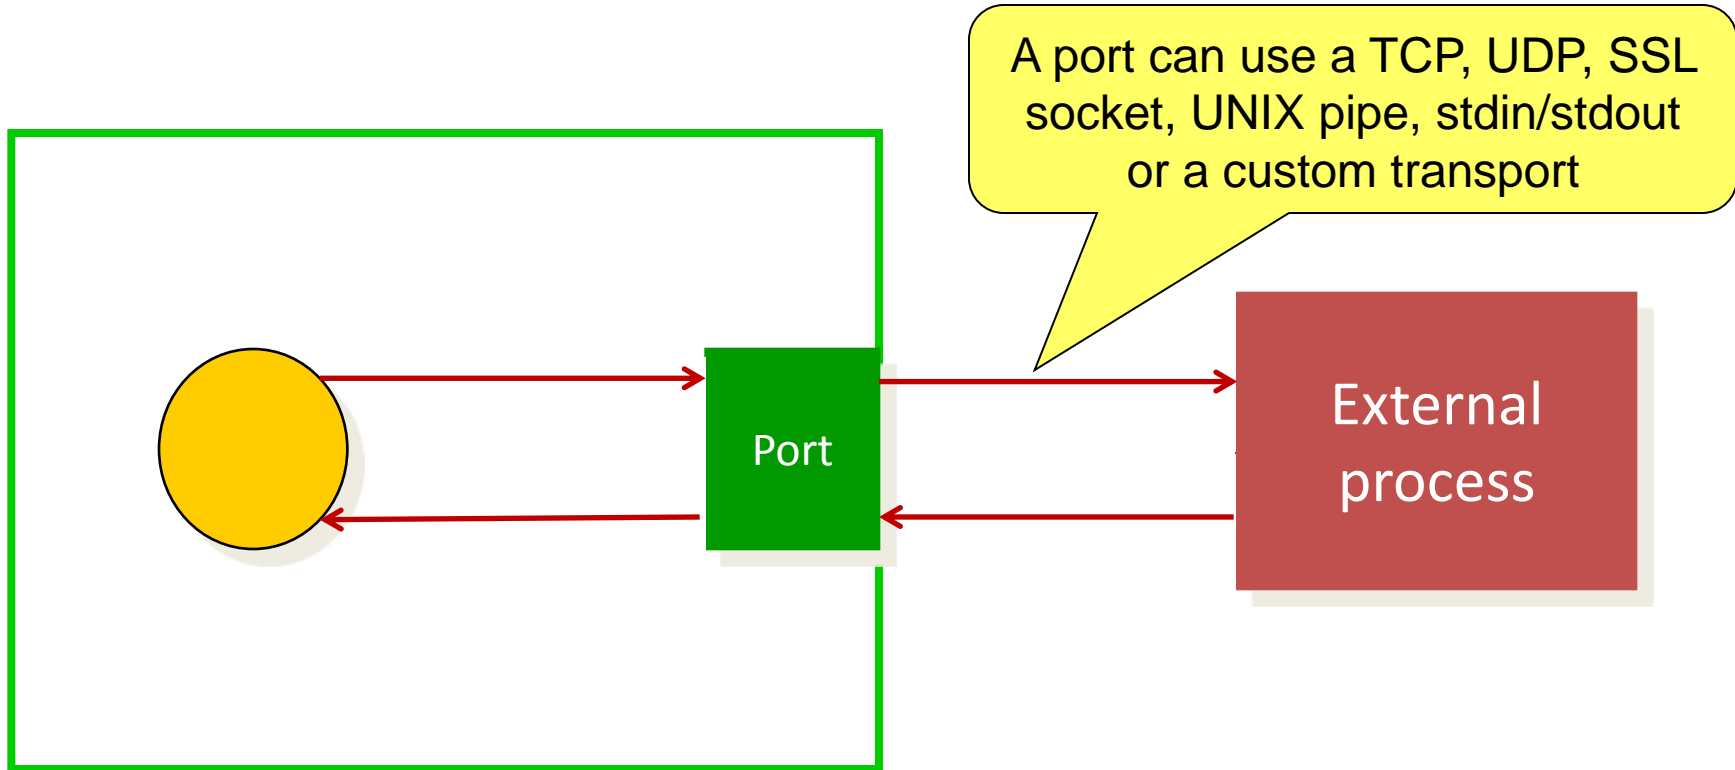 A port can use a TCP, UDP, SSL
socket, UNIX pipe, stdin/stdout
or a custom transport
Port
External
process